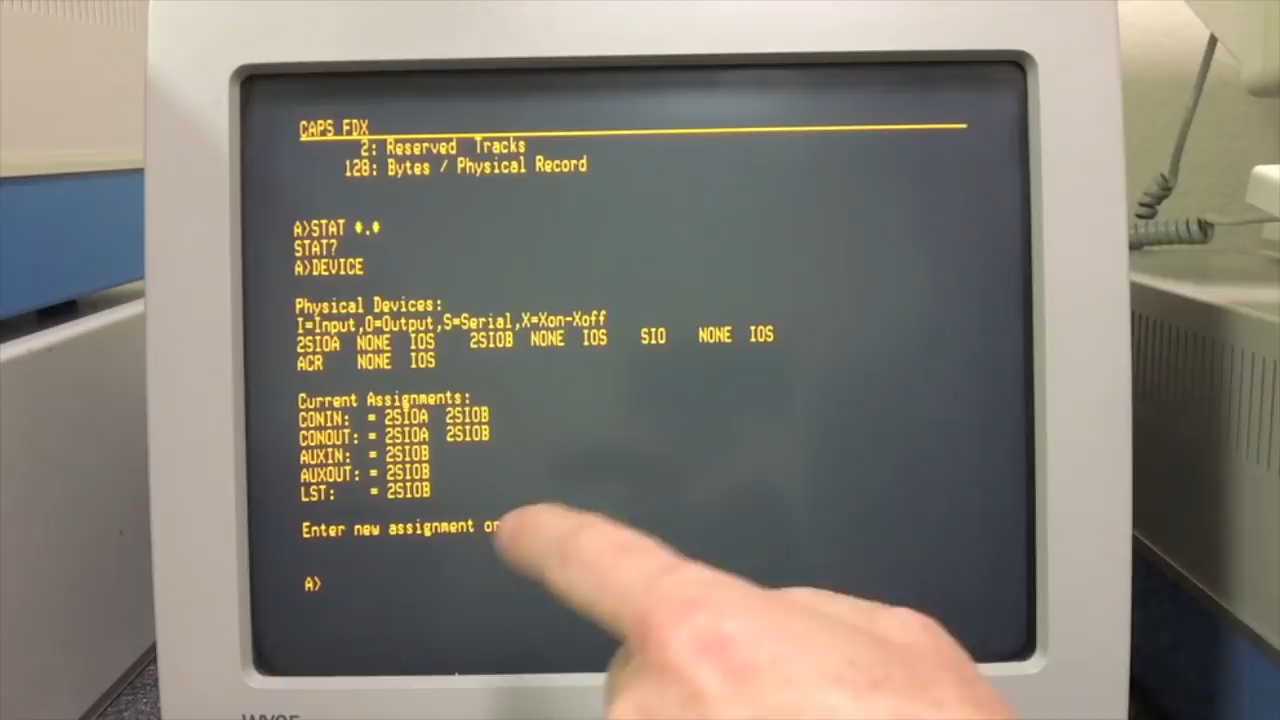 CAPS FDX
2: Reserved Tracks
128: Bytes / Physical Record
A>STAT *.*
STAT?
A>DEVICE
Physical Devices:
I=Input,O=Output,S=Serial,X=Xon-Xoff
2SIOA NONE IOS 2SIOB NONE IOS SIO NONE IOS
ACR NONE IOS
Current Assignments:
CONIN: = 2SIOA 2SIOB
CONOUT: = 2SIOA 2SIOB
AUXIN: = 2SIOB
AUXOUT: = 2SIOB
LST: = 2SIOB
Enter new assignment or
A>
WYSE